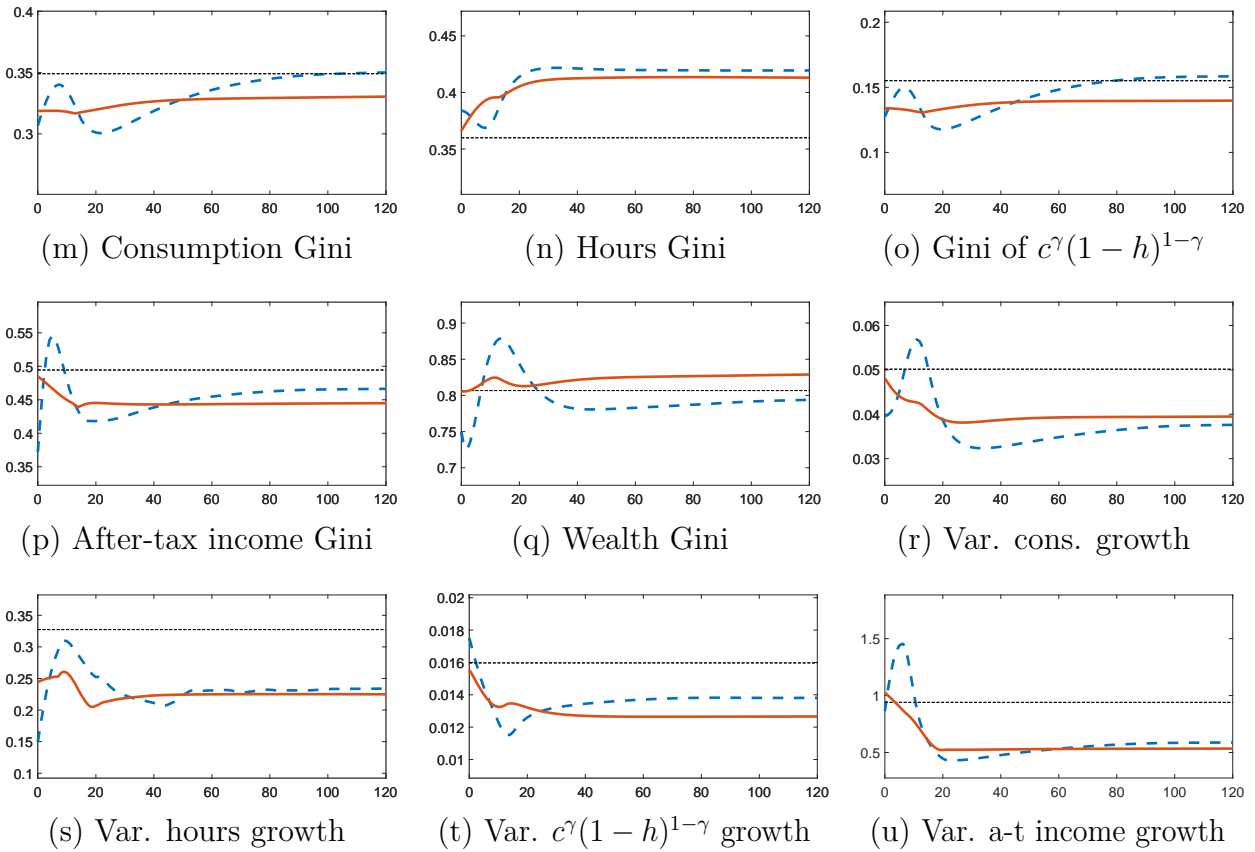 0.4
0.35
0.3
0 20 40 60 80 100 120
(m) Consumption Gini
0.45
0.4
0.35
0 20 40 60 80 100 120
(n) Hours Gini
0.2
0.15
0.1
0 20 40 60 80 100 120
(o) Gini of $c^{\gamma}(1-h)^{1-\gamma}$
0.55
0.5
0.45
0.4
0.35
0 20 40 60 80 100 120
(p) After-tax income Gini
0.9
0.85
0.8
0.75
0.7
0 20 40 60 80 100 120
(q) Wealth Gini
0.06
0.05
0.04
0.03
0 20 40 60 80 100 120
(r) Var. cons. growth
0.35
0.3
0.25
0.2
0.15
0.1
0 20 40 60 80 100 120
(s) Var. hours growth
0.02
0.018
0.016
0.014
0.012
0.01
0 20 40 60 80 100 120
(t) Var. $c^{\gamma}(1-h)^{1-\gamma}$ growth
1.5
1
0.5
0 20 40 60 80 100 120
(u) Var. a-t income growth